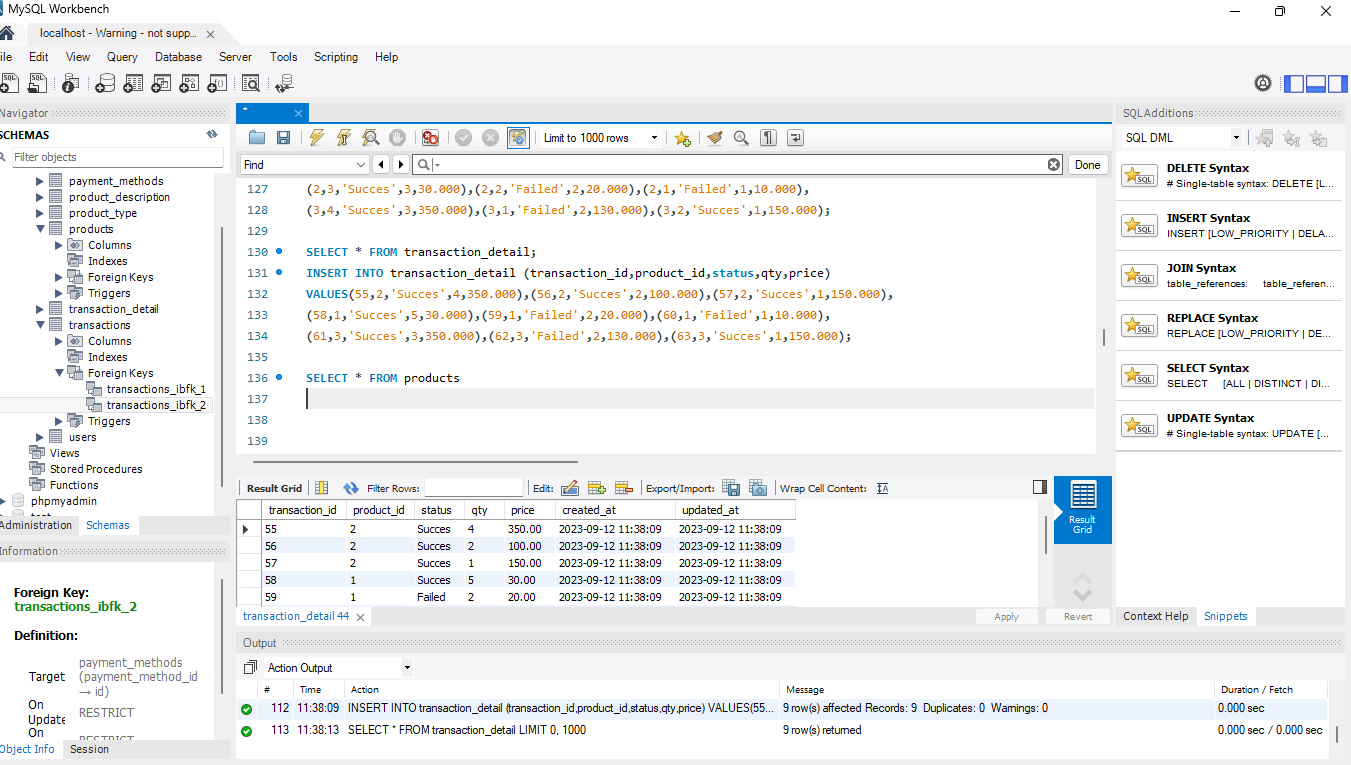 MySQL Workbench
localhost - Warning - not supp...
ile Edit View Query Database Server Tools Scripting Help
Navigator
SCHEMAS
Filter objects
payment_methods
product_description
product_type
products
Columns
Indexes
Foreign Keys
Triggers
transaction_detail
transactions
Columns
Indexes
Foreign Keys
transactions_ibfk_1
transactions_ibfk_2
Triggers
users
Views
Stored Procedures
Functions
phpmyadmin
Administration Schemas
Information
Foreign Key:
transactions_ibfk_2
Definition:
Target payment_methods
(payment_method_id
→ id)
On
Update RESTRICT
On RESTRICT
Object Info Session
*
Limit to 1000 rows
Find Done
127 (2,3,'Succes',3,30.000),(2,2,'Failed',2,20.000),(2,1,'Failed',1,10.000),
128 (3,4,'Succes',3,350.000),(3,1,'Failed',2,130.000),(3,2,'Succes',1,150.000);
129
130 SELECT * FROM transaction_detail;
131 INSERT INTO transaction_detail (transaction_id,product_id,status,qty,price)
132 VALUES(55,2,'Succes',4,350.000),(56,2,'Succes',2,100.000),(57,2,'Succes',1,150.000),
133 (58,1,'Succes',5,30.000),(59,1,'Failed',2,20.000),(60,1,'Failed',1,10.000),
134 (61,3,'Succes',3,350.000),(62,3,'Failed',2,130.000),(63,3,'Succes',1,150.000);
135
136 SELECT * FROM products
137
138
139
Result Grid Filter Rows: Edit: Export/Import: Wrap Cell Content: IA
transaction_id product_id status qty price created_at updated_at
55 2 Succes 4 350.00 2023-09-12 11:38:09 2023-09-12 11:38:09
56 2 Succes 2 100.00 2023-09-12 11:38:09 2023-09-12 11:38:09
57 2 Succes 1 150.00 2023-09-12 11:38:09 2023-09-12 11:38:09
58 1 Succes 5 30.00 2023-09-12 11:38:09 2023-09-12 11:38:09
59 1 Failed 2 20.00 2023-09-12 11:38:09 2023-09-12 11:38:09
Result
Grid
transaction_detail 44 Apply Revert
Output
Action Output
# Time Action Message Duration / Fetch
112 11:38:09 INSERT INTO transaction_detail (transaction_id,product_id,status,qty,price) VALUES(55... 9 row(s) affected Records: 9 Duplicates: 0 Warnings: 0 0.000 sec
113 11:38:13 SELECT * FROM transaction_detail LIMIT 0, 1000 9 row(s) returned 0.000 sec / 0.000 sec
SQLAdditions
SQL DML
DELETE Syntax
# Single-table syntax: DELETE [L...
INSERT Syntax
INSERT [LOW_PRIORITY | DELA...
JOIN Syntax
table_references: table_referen...
REPLACE Syntax
REPLACE [LOW_PRIORITY | DE...
SELECT Syntax
SELECT [ALL | DISTINCT | DI...
UPDATE Syntax
# Single-table syntax: UPDATE [...
Context Help Snippets